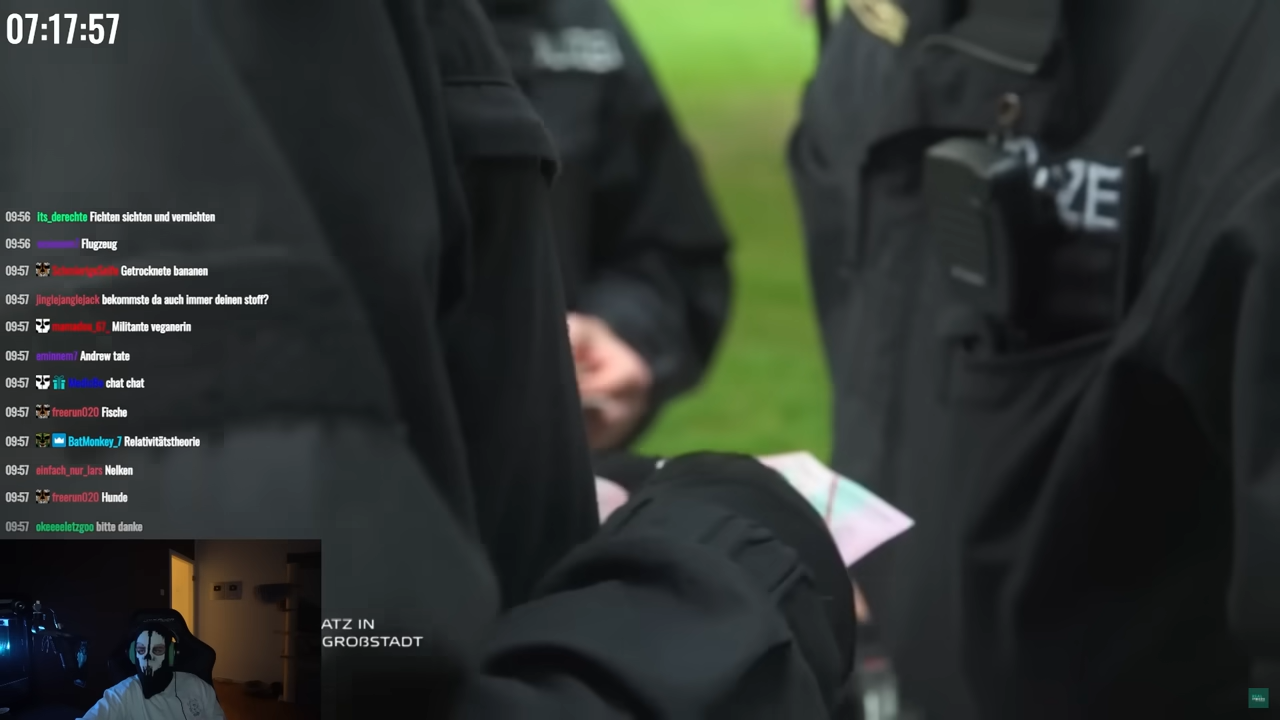 07:17:57
09:56 its_derechte Fichten sichten und vernichten
09:56 Flugzeug
09:57 Getrocknete bananen
09:57 jinglejanglejack bekommste da auch immer deinen stoff?
09:57 Militante veganerin
09:57 Andrew tate
09:57 chat chat
09:57 freerun020 Fische
09:57 BatMonkey_7 Relativitätstheorie
09:57 einfach_nur_lars Nelken
09:57 freerun020 Hunde
09:57 okeeeeletzgoo bitte danke
ATZ IN
GROßSTADT